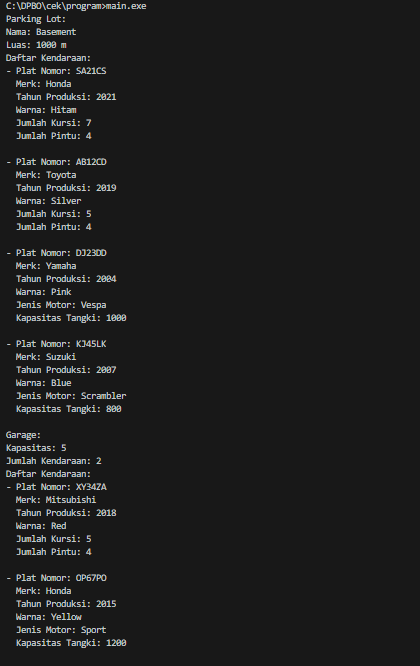 C:\DPBO\cek\program>main.exe
Parking Lot:
Nama: Basement
Luas: 1000 m
Daftar Kendaraan:
- Plat Nomor: SA21CS
  Merk: Honda
  Tahun Produksi: 2021
  Warna: Hitam
  Jumlah Kursi: 7
  Jumlah Pintu: 4

- Plat Nomor: AB12CD
  Merk: Toyota
  Tahun Produksi: 2019
  Warna: Silver
  Jumlah Kursi: 5
  Jumlah Pintu: 4

- Plat Nomor: DJ23DD
  Merk: Yamaha
  Tahun Produksi: 2004
  Warna: Pink
  Jenis Motor: Vespa
  Kapasitas Tangki: 1000

- Plat Nomor: KJ45LK
  Merk: Suzuki
  Tahun Produksi: 2007
  Warna: Blue
  Jenis Motor: Scrambler
  Kapasitas Tangki: 800

Garage:
Kapasitas: 5
Jumlah Kendaraan: 2
Daftar Kendaraan:
- Plat Nomor: XY34ZA
  Merk: Mitsubishi
  Tahun Produksi: 2018
  Warna: Red
  Jumlah Kursi: 5
  Jumlah Pintu: 4

- Plat Nomor: OP67PO
  Merk: Honda
  Tahun Produksi: 2015
  Warna: Yellow
  Jenis Motor: Sport
  Kapasitas Tangki: 1200